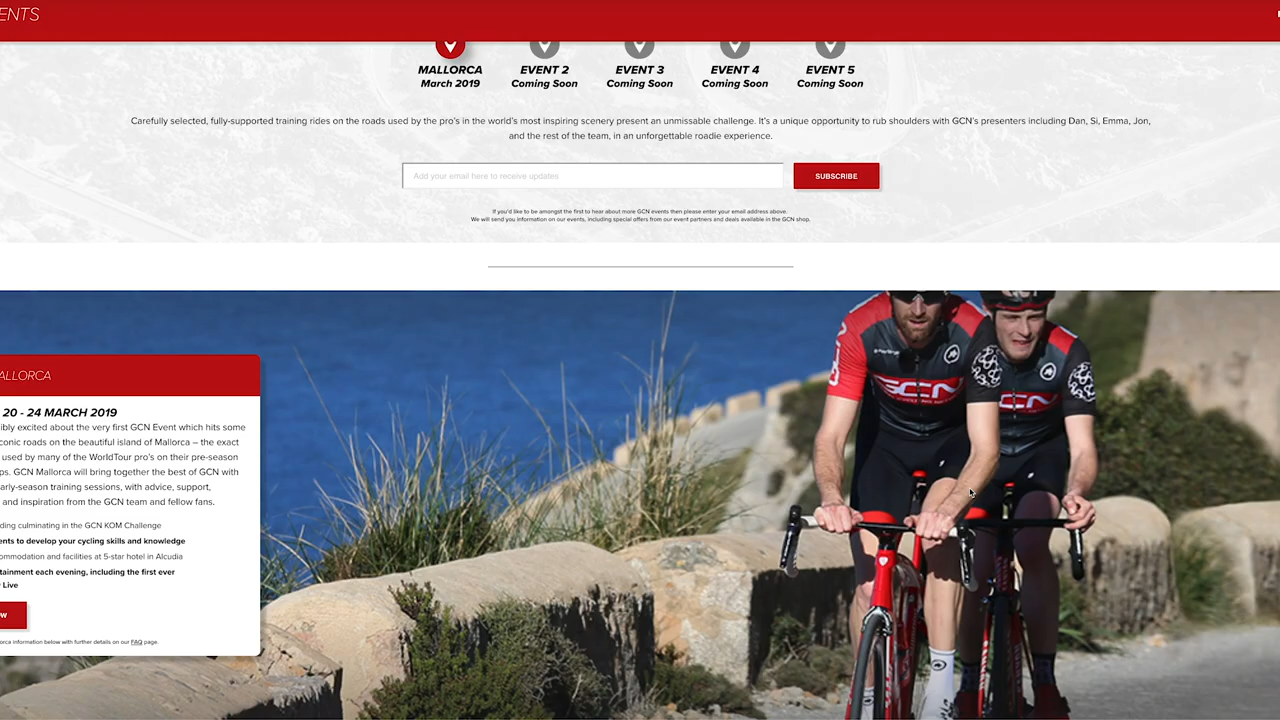 ENTS
MALLORCA
March 2019
EVENT 2
Coming Soon
EVENT 3
Coming Soon
EVENT 4
Coming Soon
EVENT 5
Coming Soon
Carefully selected, fully-supported training rides on the roads used by the pro's in the world's most inspiring scenery present an unmissable challenge. It's a unique opportunity to rub shoulders with GCN's presenters including Dan, Si, Emma, Jon,
and the rest of the team, in an unforgettable roadie experience.
Add your email here to receive updates
SUBSCRIBE
If you'd like to be amongst the first to hear about more GCN events then please enter your email address above.
We will send you information on our events, including special offers from our event partners and deals available in the GCN shop.
ALLORCA
20 - 24 MARCH 2019
ibly excited about the very first GCN Event which hits some
conic roads on the beautiful island of Mallorca – the exact
used by many of the WorldTour pro's on their pre-season
ps. GCN Mallorca will bring together the best of GCN with
arly-season training sessions, with advice, support,
and inspiration from the GCN team and fellow fans.
ding culminating in the GCN KOM Challenge
ents to develop your cycling skills and knowledge
ommodation and facilities at 5-star hotel in Alcudia
tainment each evening, including the first ever
Live
OW
orca information below with further details on our FAQ page.
GCN
GCN